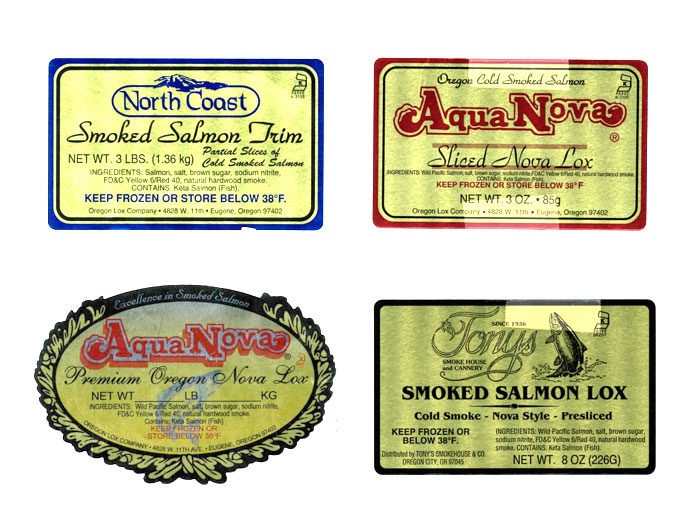 North Coast
Smoked Salmon Trim
NET WT. 3 LBS. (1.36 kg)
Partial Slices of
Cold Smoked Salmon
INGREDIENTS: Salmon, salt, brown sugar, sodium nitrite,
FD&C Yellow 6/Red 40, natural hardwood smoke.
CONTAINS: Keta Salmon (Fish).
KEEP FROZEN OR STORE BELOW 38°F.
Oregon Lox Company • 4828 W. 11th • Eugene, Oregon 97402
Oregon Cold Smoked Salmon
Aqua Nova ®
Sliced Nova Lox
INGREDIENTS: Wild Pacific Salmon, salt, brown sugar, sodium nitrite, FD&C Yellow 6/Red 40, natural hardwood smoke.
CONTAINS: Keta Salmon (Fish).
KEEP FROZEN OR STORE BELOW 38°F
NET WT. 3 OZ. • 85g
Oregon Lox Company • 4828 W. 11th • Eugene, Oregon 97402
Excellence in Smoked Salmon
Aqua Nova ®
Premium Oregon Nova Lox
NET WT LB KG
INGREDIENTS: Wild Pacific Salmon, salt, brown sugar, sodium nitrite,
FD&C Yellow 6/Red 40, natural hardwood smoke.
Contains: Keta Salmon (Fish).
KEEP FROZEN OR
STORE BELOW 38°F
OREGON LOX COMPANY • 4828 W. 11TH AVE. • EUGENE, OREGON 97402
SINCE 1936
Tony's
SMOKE HOUSE
and CANNERY
SMOKED SALMON LOX
Cold Smoke - Nova Style - Presliced
KEEP FROZEN OR
BELOW 38°F.
INGREDIENTS: Wild Pacific Salmon, salt, brown sugar,
sodium nitrite, FD&C Yellow 6/Red 40, natural hardwood
smoke. CONTAINS: Keta Salmon (Fish).
Distributed by TONY'S SMOKEHOUSE & CO.
OREGON CITY, OR 97045
NET WT. 8 OZ (226G)